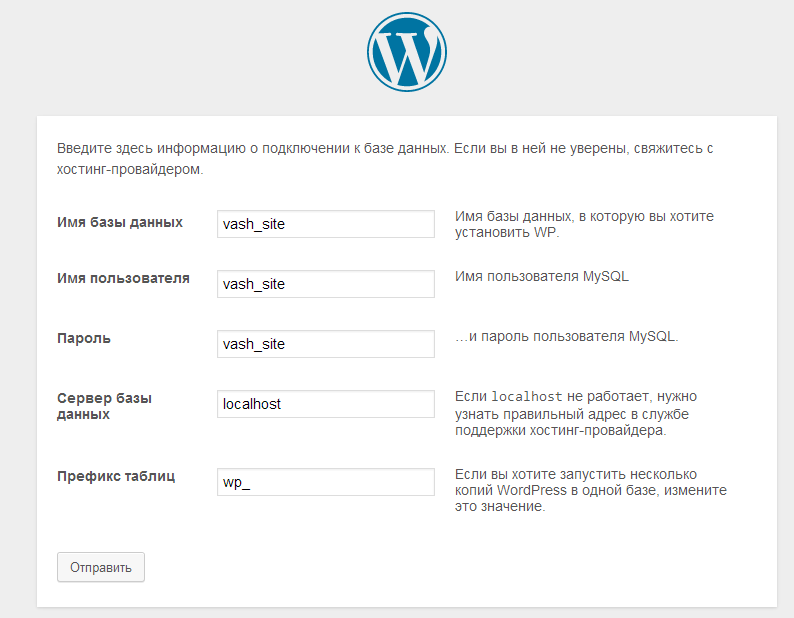 Введите здесь информацию о подключении к базе данных. Если вы в ней не уверены, свяжитесь с
хостинг-провайдером.
Имя базы данных
vash_site
Имя базы данных, в которую вы хотите
установить WP.
Имя пользователя
vash_site
Имя пользователя MySQL
Пароль
vash_site
…и пароль пользователя MySQL.
Сервер базы
данных
localhost
Если localhost не работает, нужно
узнать правильный адрес в службе
поддержки хостинг-провайдера.
Префикс таблиц
wp_
Если вы хотите запустить несколько
копий WordPress в одной базе, измените
это значение.
Отправить